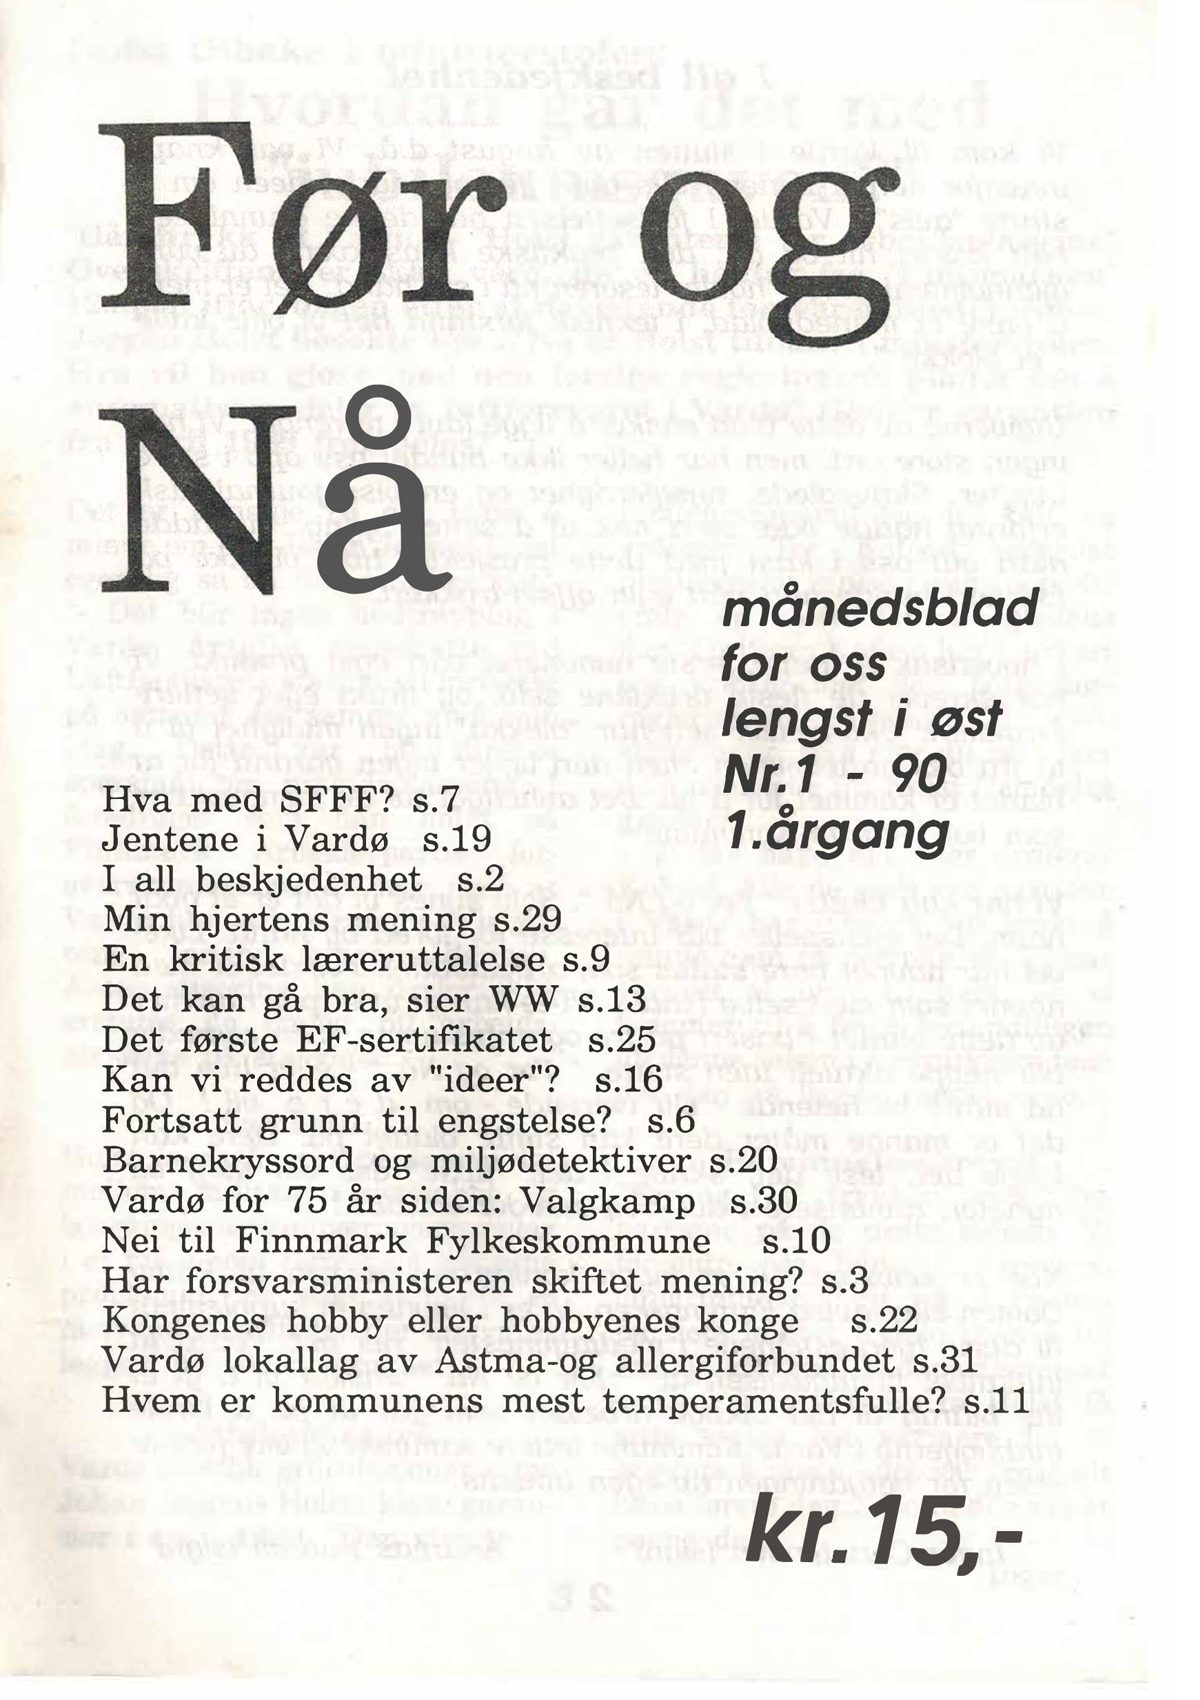 Før og
Nå
månedsblad
for oss
lengst i øst
Nr.1 - 90
1.årgang
Hva med SFFF? s.7
Jentene i Vardø s.19
I all beskjedenhet s.2
Min hjertens mening s.29
En kritisk læreruttalelse s.9
Det kan gå bra, sier WW s.13
Det første EF-sertifikatet s.25
Kan vi reddes av "ideer"? s.16
Fortsatt grunn til engstelse? s.6
Barnekryssord og miljødetektiver s.20
Vardø for 75 år siden: Valgkamp s.30
Nei til Finnmark Fylkeskommune s.10
Har forsvarsministeren skiftet mening? s.3
Kongenes hobby eller hobbyenes konge s.22
Vardø lokallag av Astma-og allergiforbundet s.31
Hvem er kommunens mest temperamentsfulle? s.11
kr.15,-